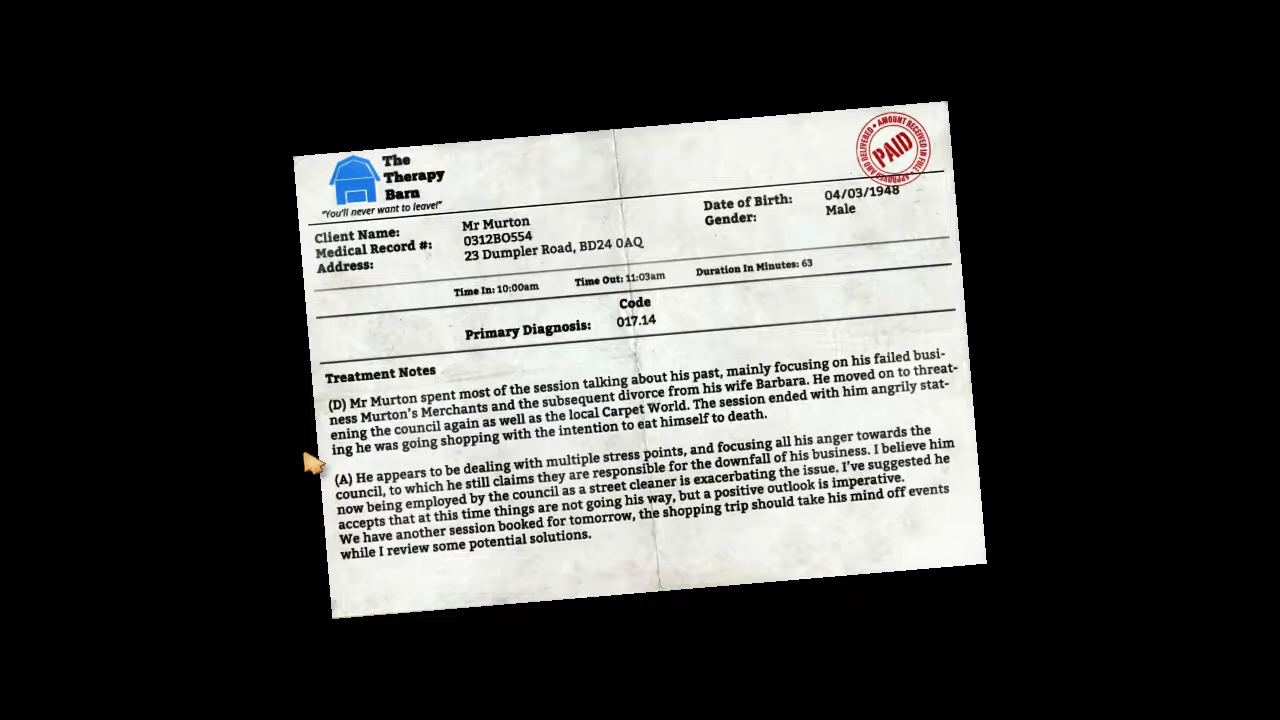 The
Therapy
Barn
"You'll never want to leave!"
AMOUNT RECEIVED IN FULL • APPROVED AND DELIVERED •
PAID
Client Name: Mr Murton
Medical Record #: 0312BO554
Address: 23 Dumpler Road, BD24 0AQ
Date of Birth: 04/03/1948
Gender: Male
Time In: 10:00am Time Out: 11:03am Duration In Minutes: 63
Code
Primary Diagnosis: 017.14
Treatment Notes
(D) Mr Murton spent most of the session talking about his past, mainly focusing on his failed busi-
ness Murton's Merchants and the subsequent divorce from his wife Barbara. He moved on to threat-
ening the council again as well as the local Carpet World. The session ended with him angrily stat-
ing he was going shopping with the intention to eat himself to death.
(A) He appears to be dealing with multiple stress points, and focusing all his anger towards the
council, to which he still claims they are responsible for the downfall of his business. I believe him
now being employed by the council as a street cleaner is exacerbating the issue. I've suggested he
accepts that at this time things are not going his way, but a positive outlook is imperative.
We have another session booked for tomorrow, the shopping trip should take his mind off events
while I review some potential solutions.